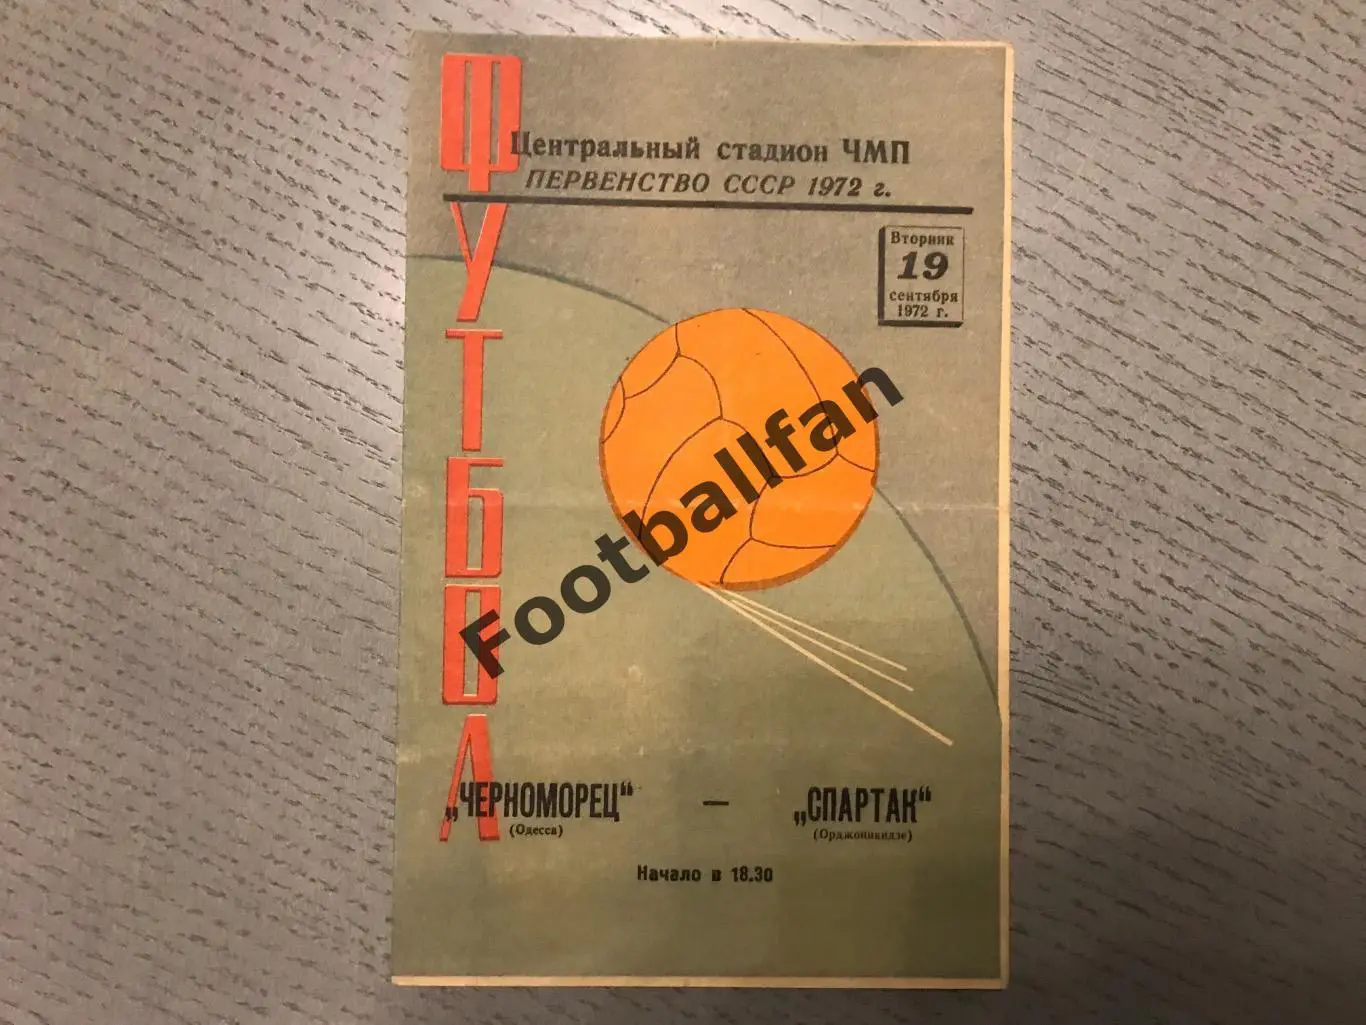 ФУТБОЛ
Центральный стадион ЧМП
ПЕРВЕНСТВО СССР 1972 г.
Вторник
19
сентября
1972 г.
Footballfan
„ЧЕРНОМОРЕЦ" — „СПАРТАК"
(Одесса) (Орджоникидзе)
Начало в 18.30